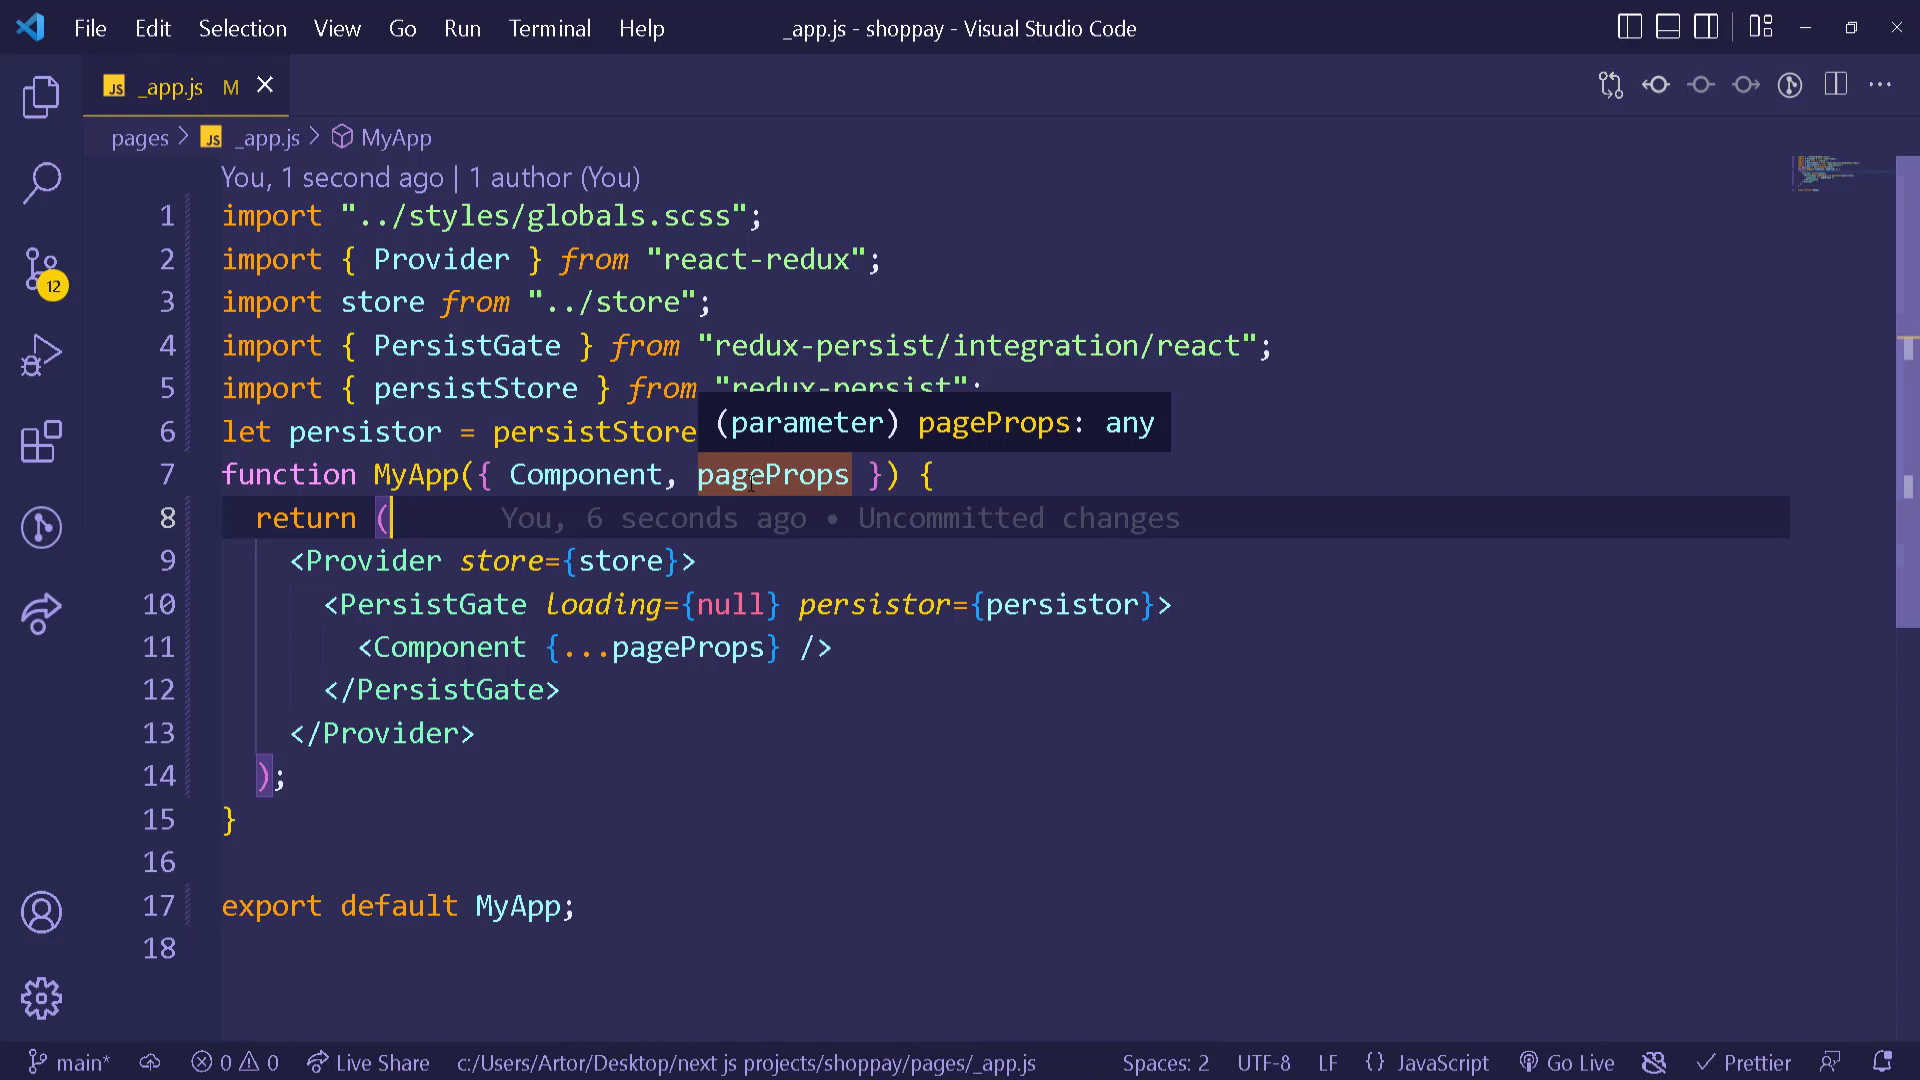 File Edit Selection View Go Run Terminal Help _app.js - shoppay - Visual Studio Code
JS _app.js M
pages > JS _app.js > MyApp
You, 1 second ago | 1 author (You)
1 import "../styles/globals.scss";
2 import { Provider } from "react-redux";
3 import store from "../store";
4 import { PersistGate } from "redux-persist/integration/react";
5 import { persistStore } from "redux-persist";
(parameter) pageProps: any
6 let persistor = persistStore
7 function MyApp({ Component, pageProps }) {
8 return ( You, 6 seconds ago • Uncommitted changes
9 <Provider store={store}>
10 <PersistGate loading={null} persistor={persistor}>
11 <Component {...pageProps} />
12 </PersistGate>
13 </Provider>
14 );
15 }
16
17 export default MyApp;
18
12
main* 0 0 Live Share c:/Users/Artor/Desktop/next js projects/shoppay/pages/_app.js Spaces: 2 UTF-8 LF {} JavaScript Go Live Prettier